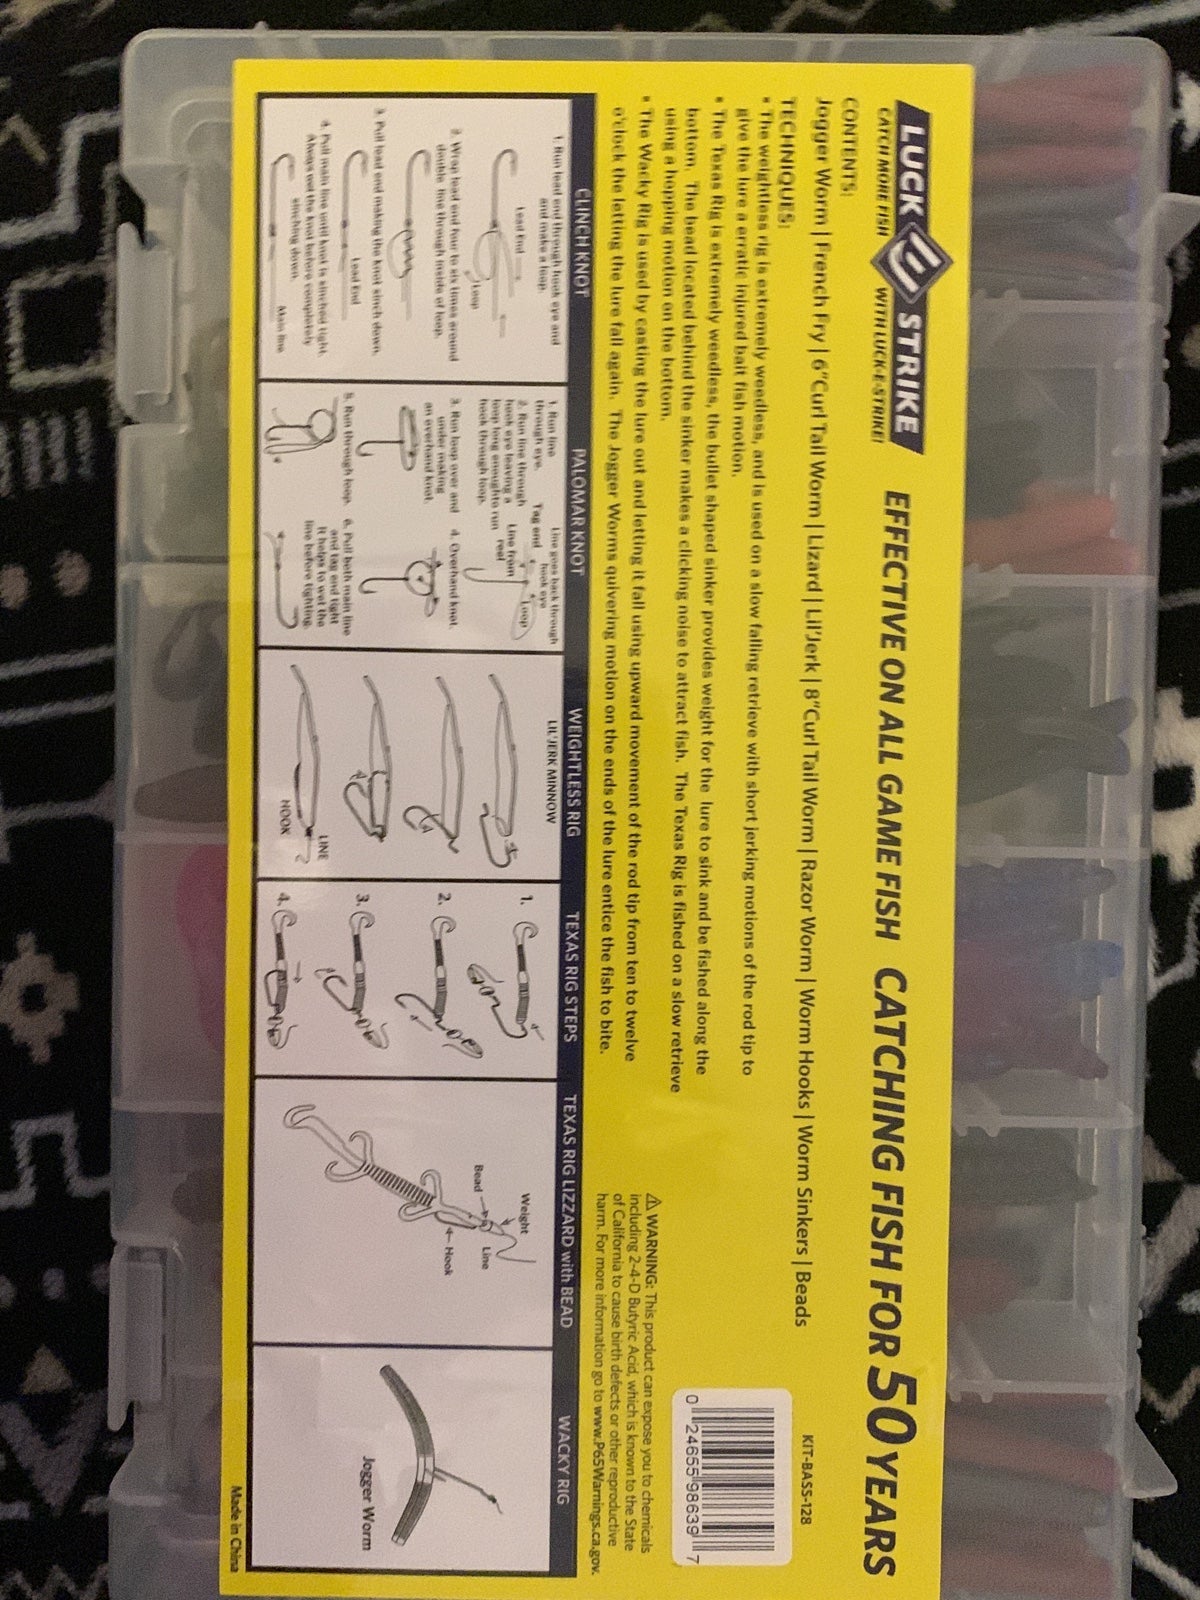 LUCK E STRIKE
CATCH MORE FISH WITH LUCK-E-STRIKE!
EFFECTIVE ON ALL GAME FISH CATCHING FISH FOR 50 YEARS
CONTENTS:
Jogger Worm | French Fry | 6"Curl Tail Worm | Lizard | Lil'Jerk | 8"Curl Tail Worm | Razor Worm | Worm Hooks | Worm Sinkers | Beads
KIT-BASS-128
TECHNIQUES:
• The weightless rig is extremely weedless, and is used on a slow falling retrieve with short jerking motions of the rod tip to
give the lure a erratic injured bait fish motion.
• The Texas Rig is extremely weedless, the bullet shaped sinker provides weight for the lure to sink and be fished along the
bottom. The bead located behind the sinker makes a clicking noise to attract fish. The Texas Rig is fished on a slow retrieve
using a hopping motion on the bottom.
• The Wacky Rig is used by casting the lure out and letting it fall using upward movement of the rod tip from ten to twelve
o'clock the letting the lure fall again. The Jogger Worms quivering motion on the ends of the lure entice the fish to bite.
0 24655 98639 7
⚠ WARNING: This product can expose you to chemicals
including 2-4-D Butyric Acid, which is known to the State
of California to cause birth defects or other reproductive
harm. For more information go to www.P65Warnings.ca.gov.
CLINCH KNOT
1. Run lead end through hook eye and
and make a loop.
Lead End
Loop
2. Wrap lead end four to six times around
double line through inside of loop.
3. Pull lead end making the knot cinch down.
Lead End
4. Pull main line until knot is cinched tight.
Always wet the knot before completely
cinching down.
Main line
PALOMAR KNOT
1. Run line
through eye.
Line goes back through
hook eye
Tag end
Loop
2. Run line through
hook eye leaving a
loop long enough to run
hook through loop.
Line from
reel
3. Run loop over and
under making
an overhand knot.
4. Overhand knot.
5. Run through loop.
6. Pull both main line
and tag end tight
It helps to wet the
line before tighting.
WEIGHTLESS RIG
LIL'JERK MINNOW
LINE
HOOK
TEXAS RIG STEPS
1.
2.
3.
4.
TEXAS RIG LIZZARD with BEAD
Weight
Bead
Line
Hook
WACKY RIG
Jogger Worm
Made in China